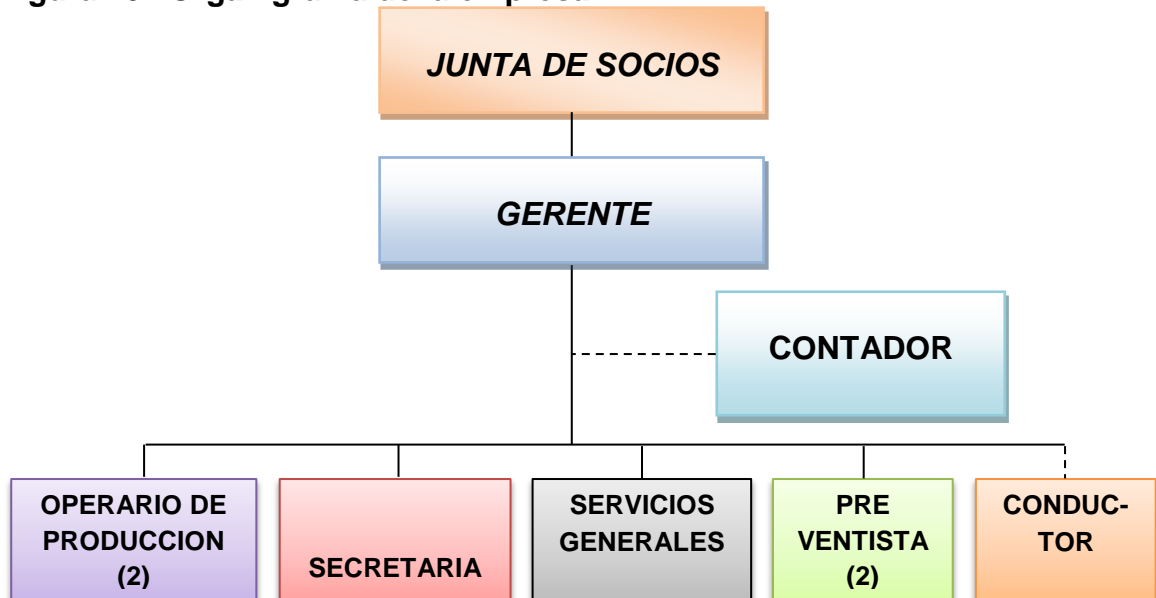 JUNTA DE SOCIOS
GERENTE
CONTADOR
OPERARIO DE
PRODUCCION
(2)
SECRETARIA
SERVICIOS
GENERALES
PRE
VENTISTA
(2)
CONDUC-
TOR